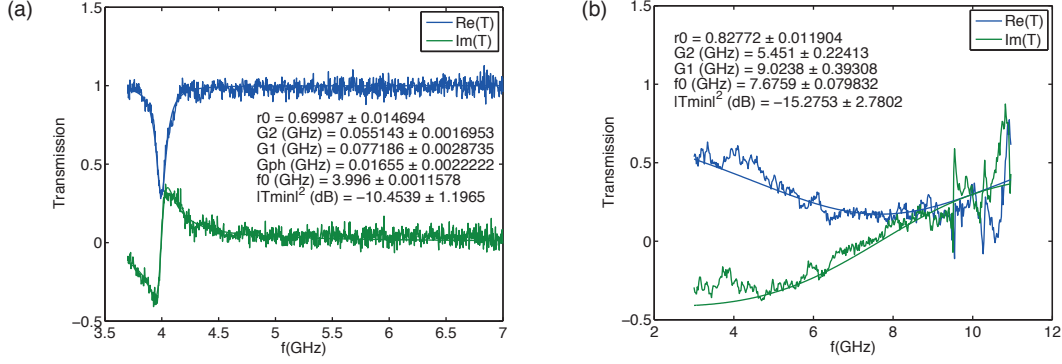 (a)
1.5
1
0.5
0
−0.5
Transmission
Re(T)
Im(T)
r0 = 0.69987 ± 0.014694
G2 (GHz) = 0.055143 ± 0.0016953
G1 (GHz) = 0.077186 ± 0.0028735
Gph (GHz) = 0.01655 ± 0.0022222
f0 (GHz) = 3.996 ± 0.0011578
|Tmin|² (dB) = −10.4539 ± 1.1965
3.5 4 4.5 5 5.5 6 6.5 7
f(GHz)
(b)
1.5
1
0.5
0
−0.5
Transmission
Re(T)
Im(T)
r0 = 0.82772 ± 0.011904
G2 (GHz) = 5.451 ± 0.22413
G1 (GHz) = 9.0238 ± 0.39308
f0 (GHz) = 7.6759 ± 0.079832
|Tmin|² (dB) = −15.2753 ± 2.7802
2 4 6 8 10 12
f(GHz)